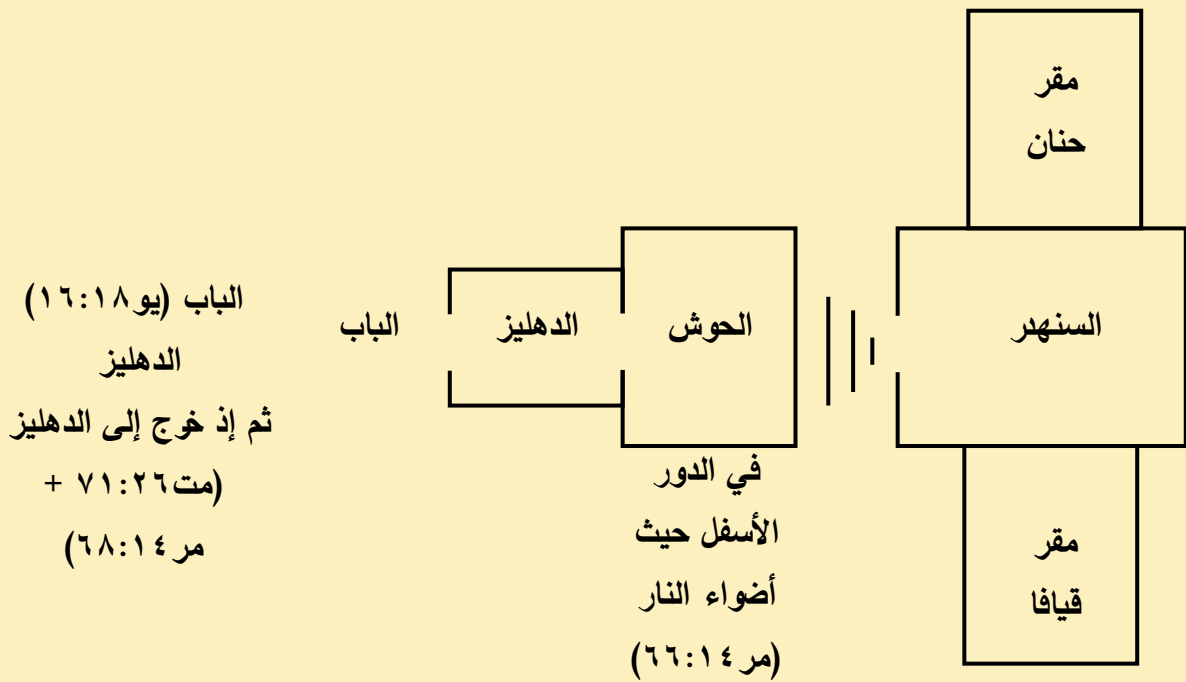 مقر
حنان
السنهدر
مقر
قيافا
الحوش
في الدور
الأسفل حيث
أضواء النار
(مر١٤:٦٦)
الدهليز
الباب
الباب (يو١٨:١٦)
الدهليز
ثم إذ خرج إلى الدهليز
(مت٢٦:٧١ +
مر١٤:٦٨)